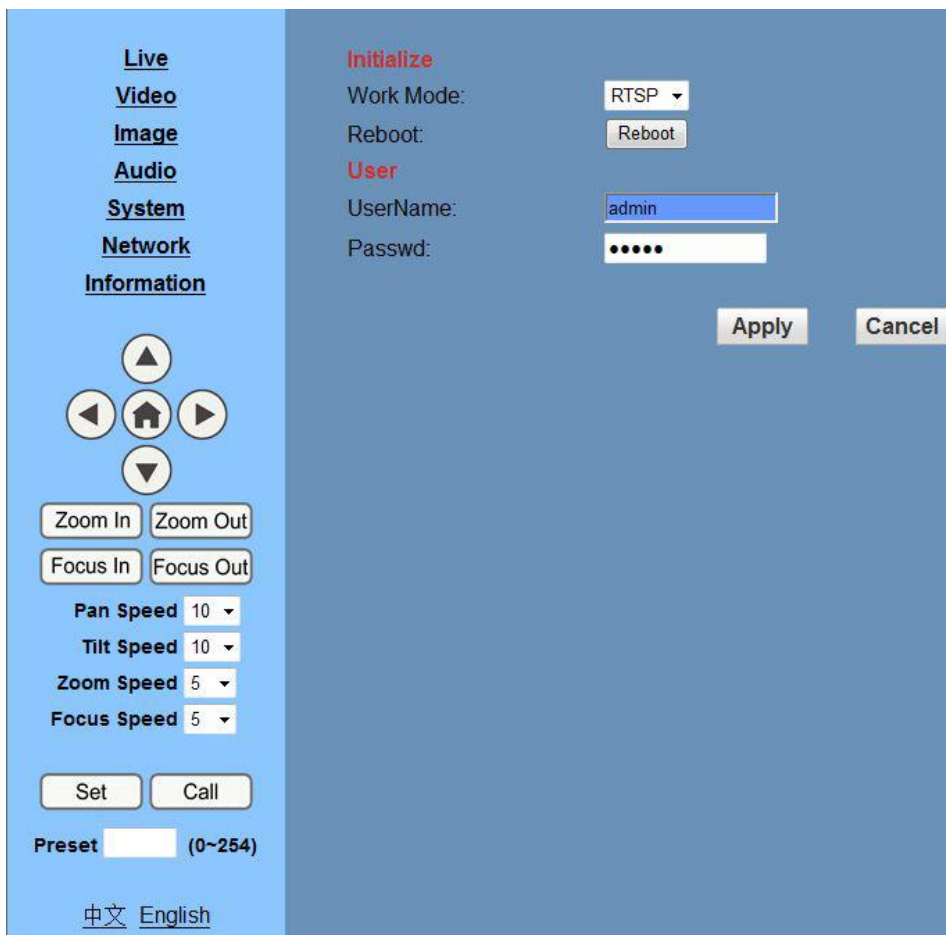 Live
Video
Image
Audio
System
Network
Information
Zoom In Zoom Out
Focus In Focus Out
Pan Speed 10
Tilt Speed 10
Zoom Speed 5
Focus Speed 5
Set Call
Preset (0~254)
中文 English
Initialize
Work Mode: RTSP
Reboot: Reboot
User
UserName: admin
Passwd: •••••
Apply Cancel